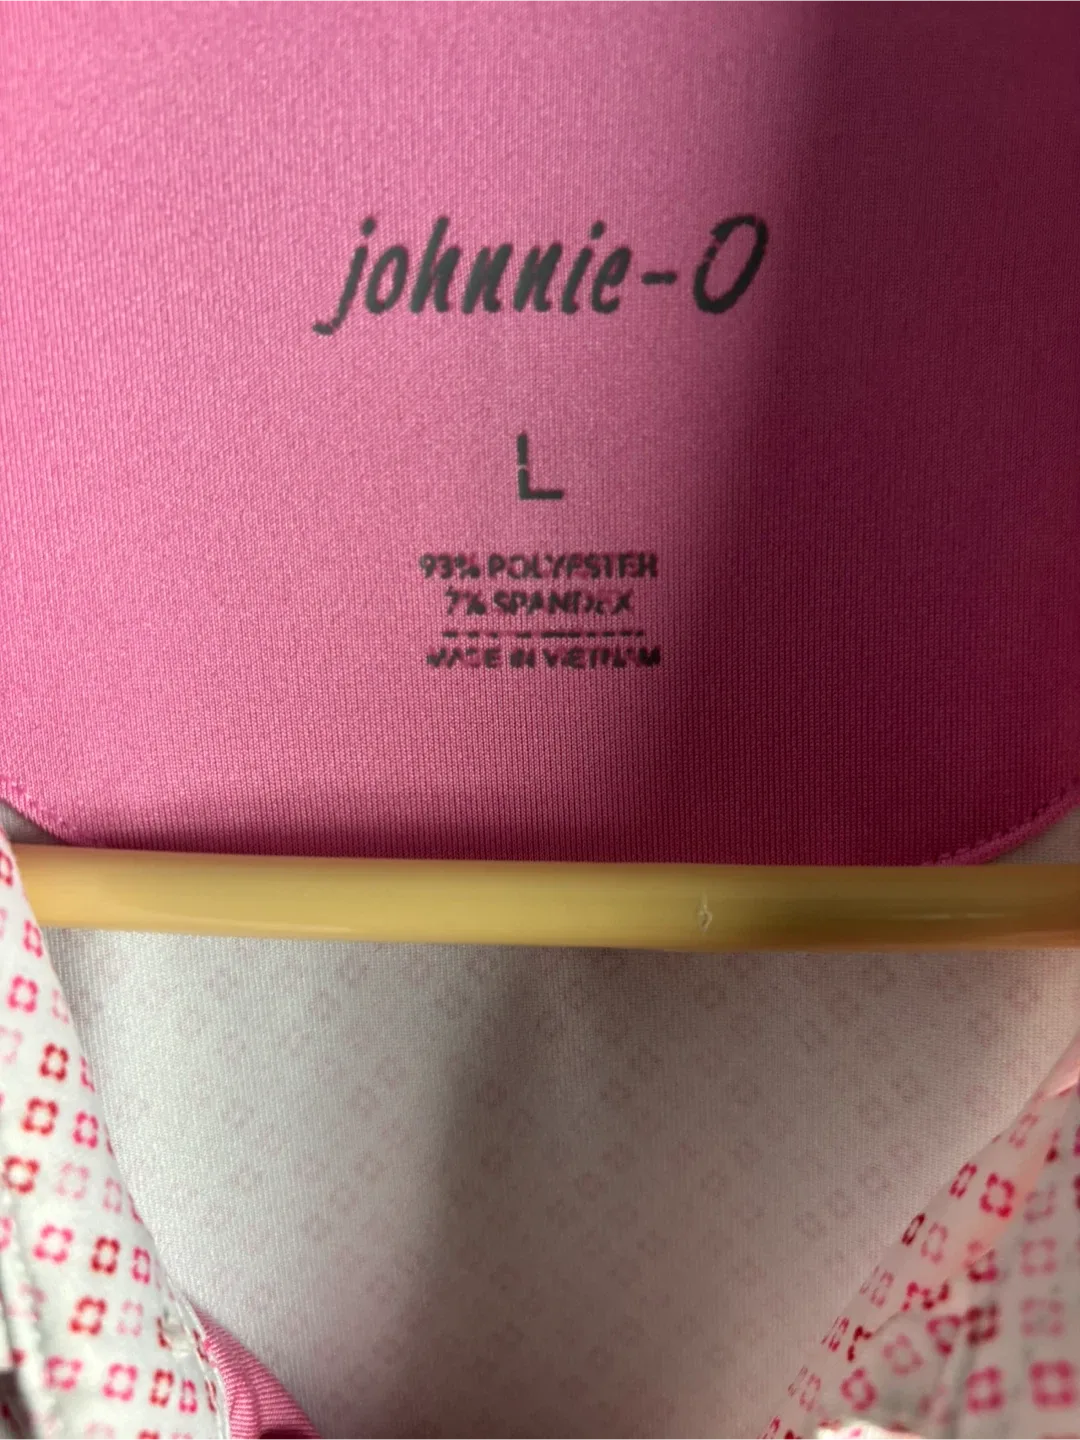 johnnie-O
L
93% POLYESTER
7% SPANDEX
MADE IN VIETNAM